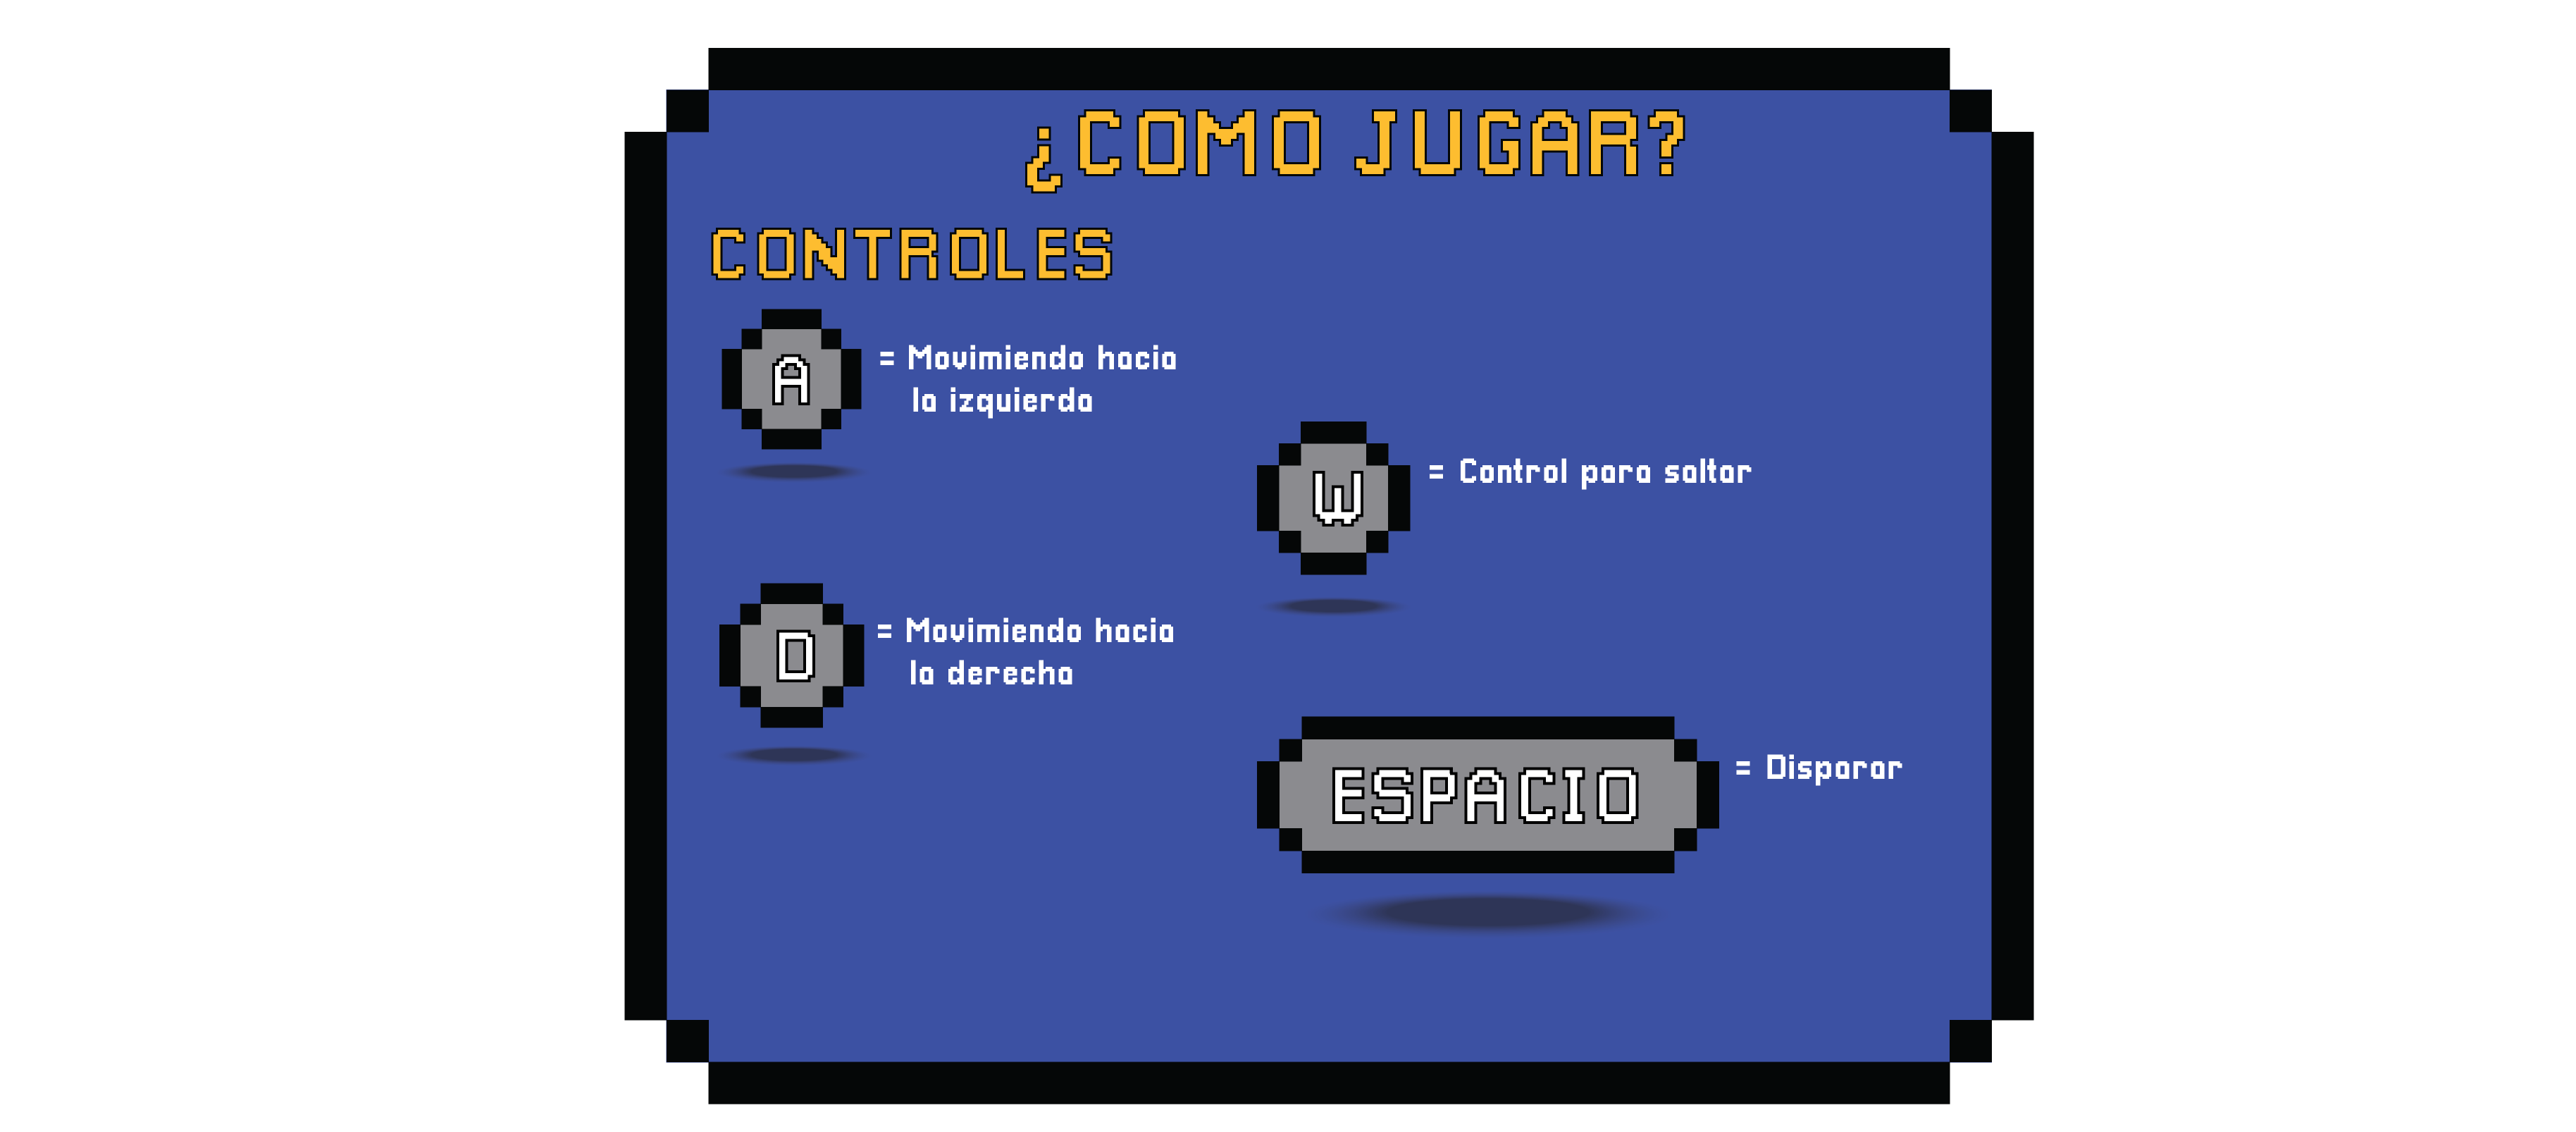 ¿COMO JUGAR?
CONTROLES
A = Movimiendo hacia
la izquierda
W = Control para saltar
D = Movimiendo hacia
la derecha
ESPACIO = Disparar